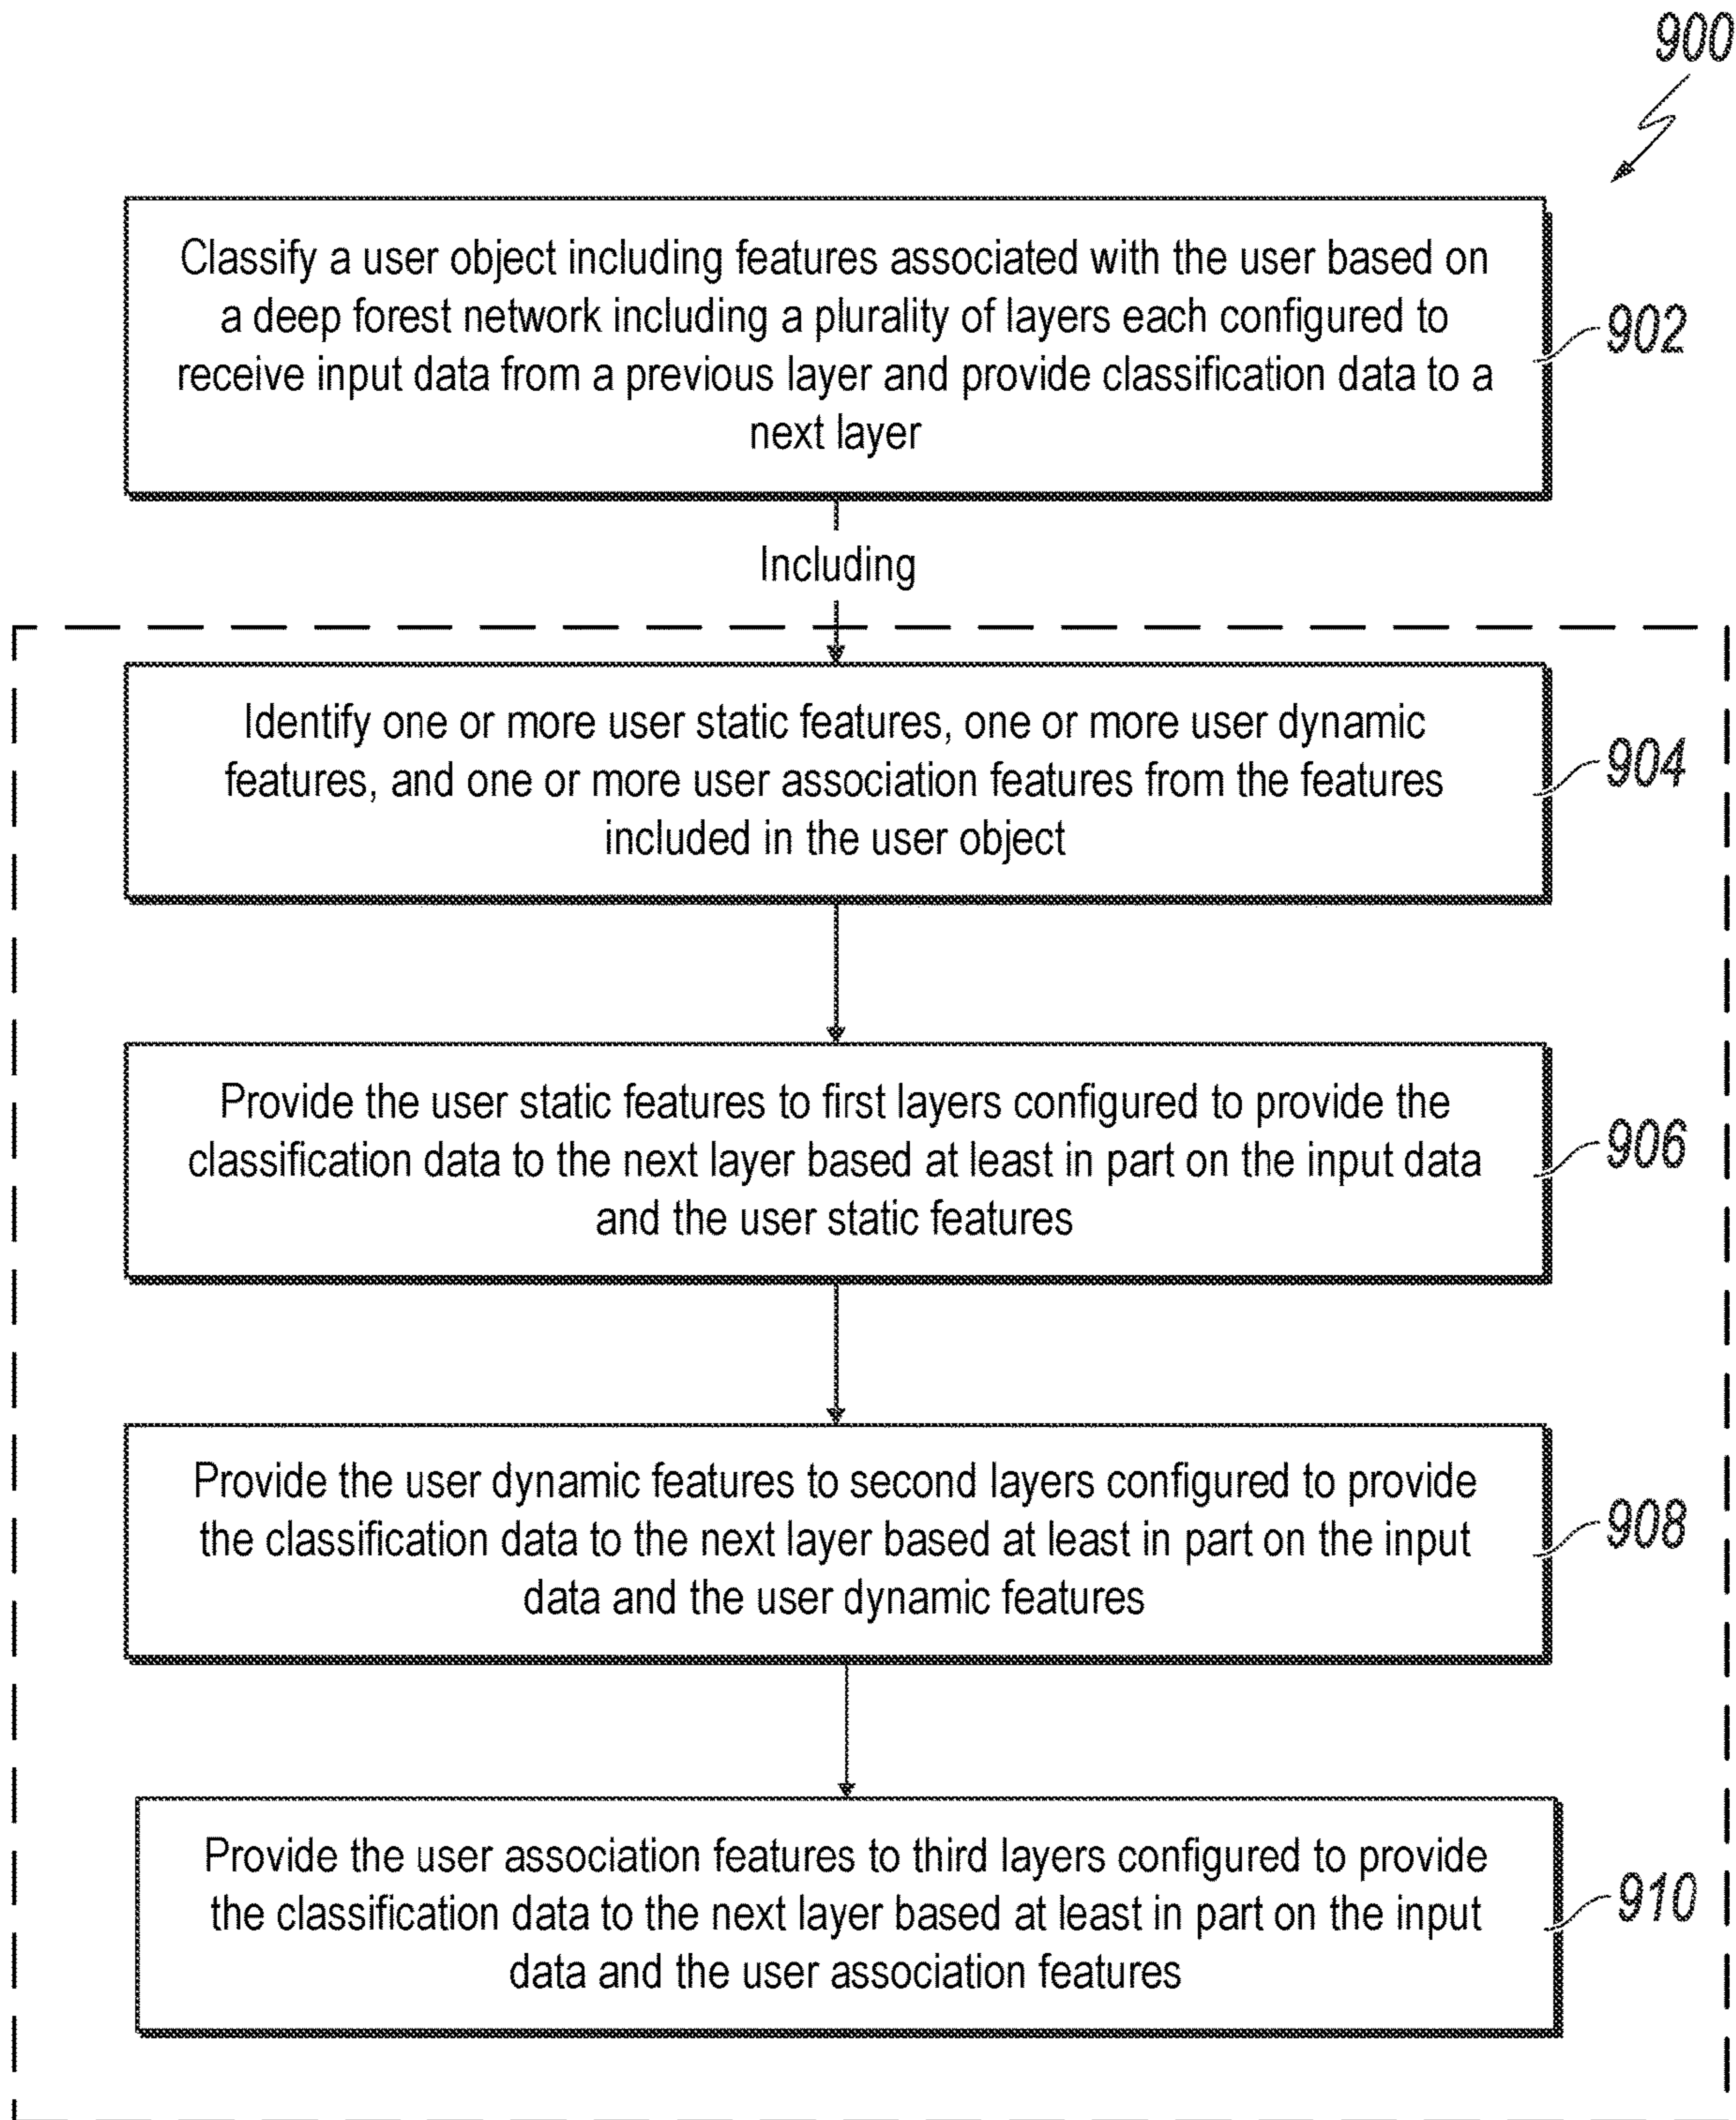 900
Classify a user object including features associated with the user based on
a deep forest network including a plurality of layers each configured to
receive input data from a previous layer and provide classification data to a
next layer
902
Including
Identify one or more user static features, one or more user dynamic
features, and one or more user association features from the features
included in the user object
904
Provide the user static features to first layers configured to provide the
classification data to the next layer based at least in part on the input data
and the user static features
906
Provide the user dynamic features to second layers configured to provide
the classification data to the next layer based at least in part on the input
data and the user dynamic features
908
Provide the user association features to third layers configured to provide
the classification data to the next layer based at least in part on the input
data and the user association features
910